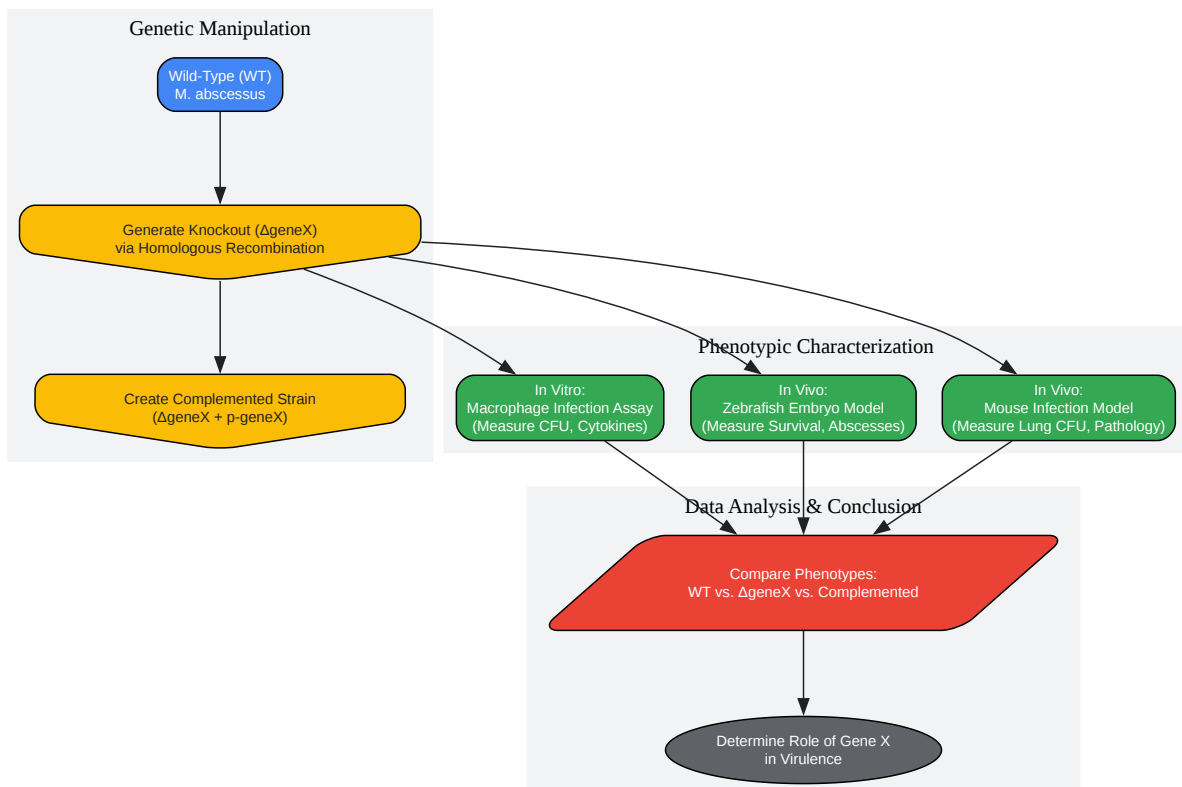 Genetic Manipulation
Wild-Type (WT)
M. abscessus
Generate Knockout (ΔgeneX)
via Homologous Recombination
Create Complemented Strain
(ΔgeneX + p-geneX)
Phenotypic Characterization
In Vitro:
Macrophage Infection Assay
(Measure CFU, Cytokines)
In Vivo:
Zebrafish Embryo Model
(Measure Survival, Abscesses)
In Vivo:
Mouse Infection Model
(Measure Lung CFU, Pathology)
Data Analysis & Conclusion
Compare Phenotypes:
WT vs. ΔgeneX vs. Complemented
Determine Role of Gene X
in Virulence